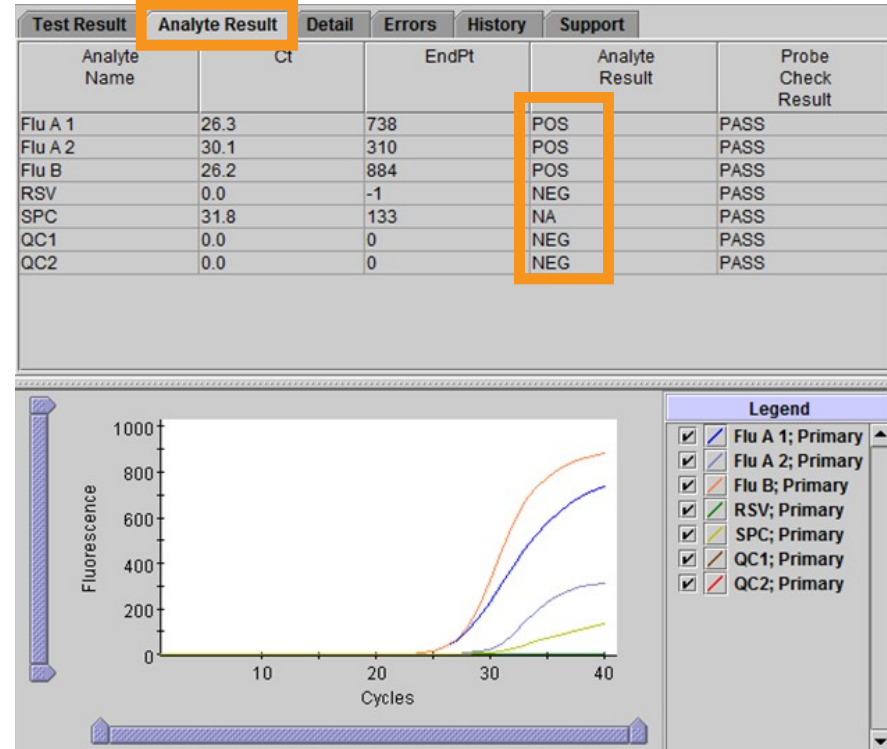 Test Result Analyte Result Detail Errors History Support
Analyte Name Ct EndPt Analyte Result Probe Check Result
Flu A 1 26.3 738 POS PASS
Flu A 2 30.1 310 POS PASS
Flu B 26.2 884 POS PASS
RSV 0.0 -1 NEG PASS
SPC 31.8 133 NA PASS
QC1 0.0 0 NEG PASS
QC2 0.0 0 NEG PASS
Fluorescence
1000
800
600
400
200
0
10 20 30 40
Cycles
Legend
Flu A 1; Primary
Flu A 2; Primary
Flu B; Primary
RSV; Primary
SPC; Primary
QC1; Primary
QC2; Primary